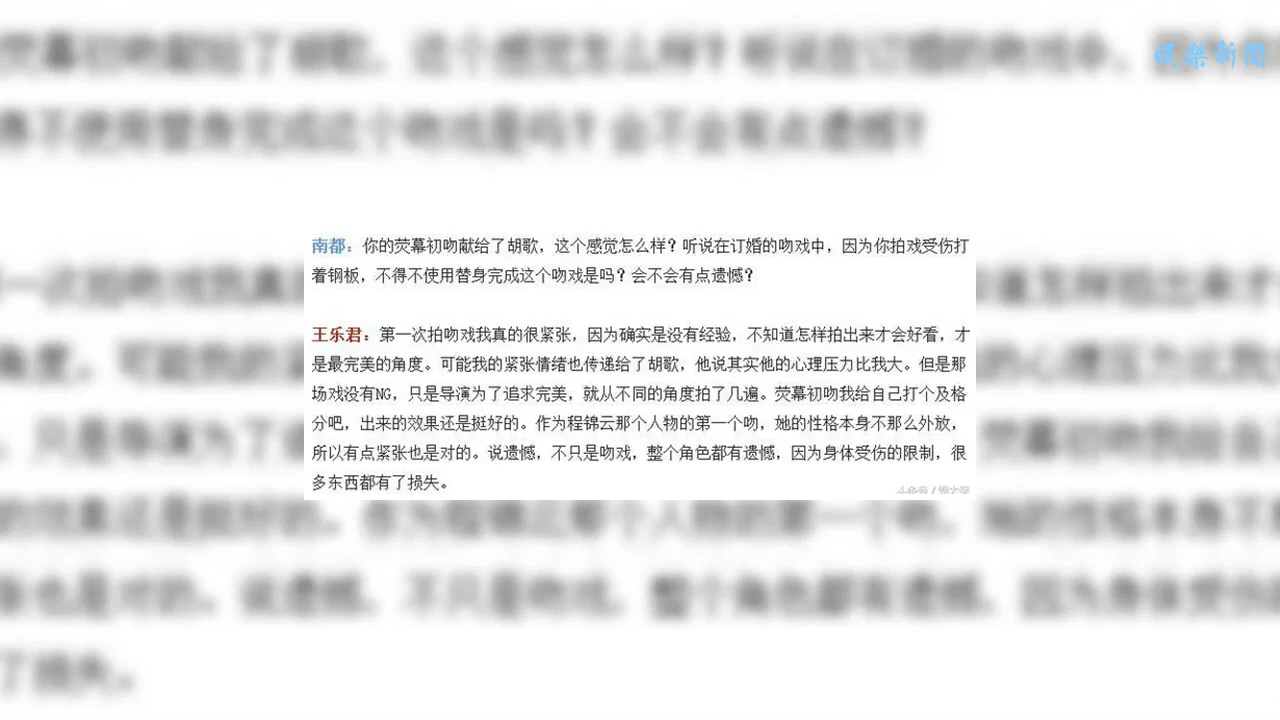 娱樂新聞
南都：你的荧幕初吻献给了胡歌，这个感觉怎么样？听说在订婚的吻戏中，因为你拍戏受伤打
着钢板，不得不使用替身完成这个吻戏是吗？会不会有点遗憾？
王乐君：第一次拍吻戏我真的很紧张，因为确实是没有经验，不知道怎样拍出来才会好看，才
是最完美的角度。可能我的紧张情绪也传递给了胡歌，他说其实他的心理压力比我大。但是那
场戏没有NG，只是导演为了追求完美，就从不同的角度拍了几遍。荧幕初吻我给自己打个及格
分吧，出来的效果还是挺好的。作为程锦云那个人物的第一个吻，她的性格本身不那么外放，
所以有点紧张也是对的。说遗憾，不只是吻戏，整个角色都有遗憾，因为身体受伤的限制，很
多东西都有了损失。